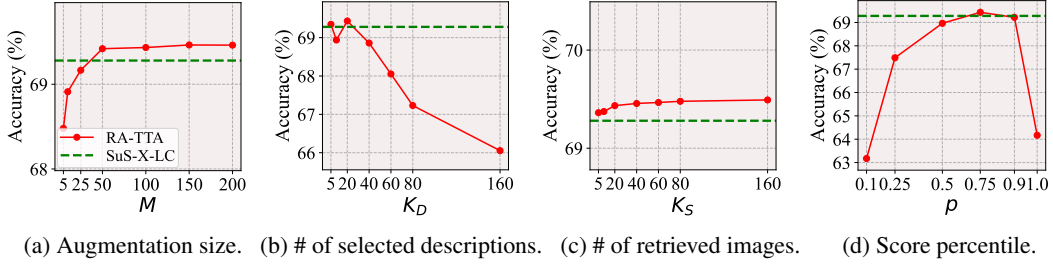 Accuracy (%)
69
68
5 25 50 100 150 200
M
RA-TTA
SuS-X-LC
Accuracy (%)
69
68
67
66
5 20 40 60 80 160
K_D
Accuracy (%)
70
69
5 20 40 60 80 160
K_S
Accuracy (%)
69
68
67
66
65
64
63
0.1 0.25 0.5 0.75 0.9 1.0
p
(a) Augmentation size.
(b) # of selected descriptions.
(c) # of retrieved images.
(d) Score percentile.